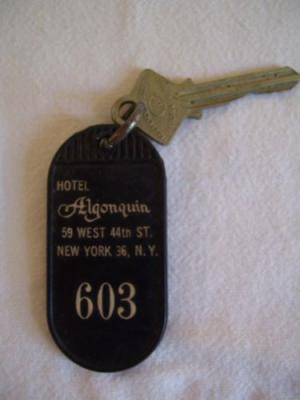 HOTEL
Algonquin
59 WEST 44th ST.
NEW YORK 36, N.Y.
603